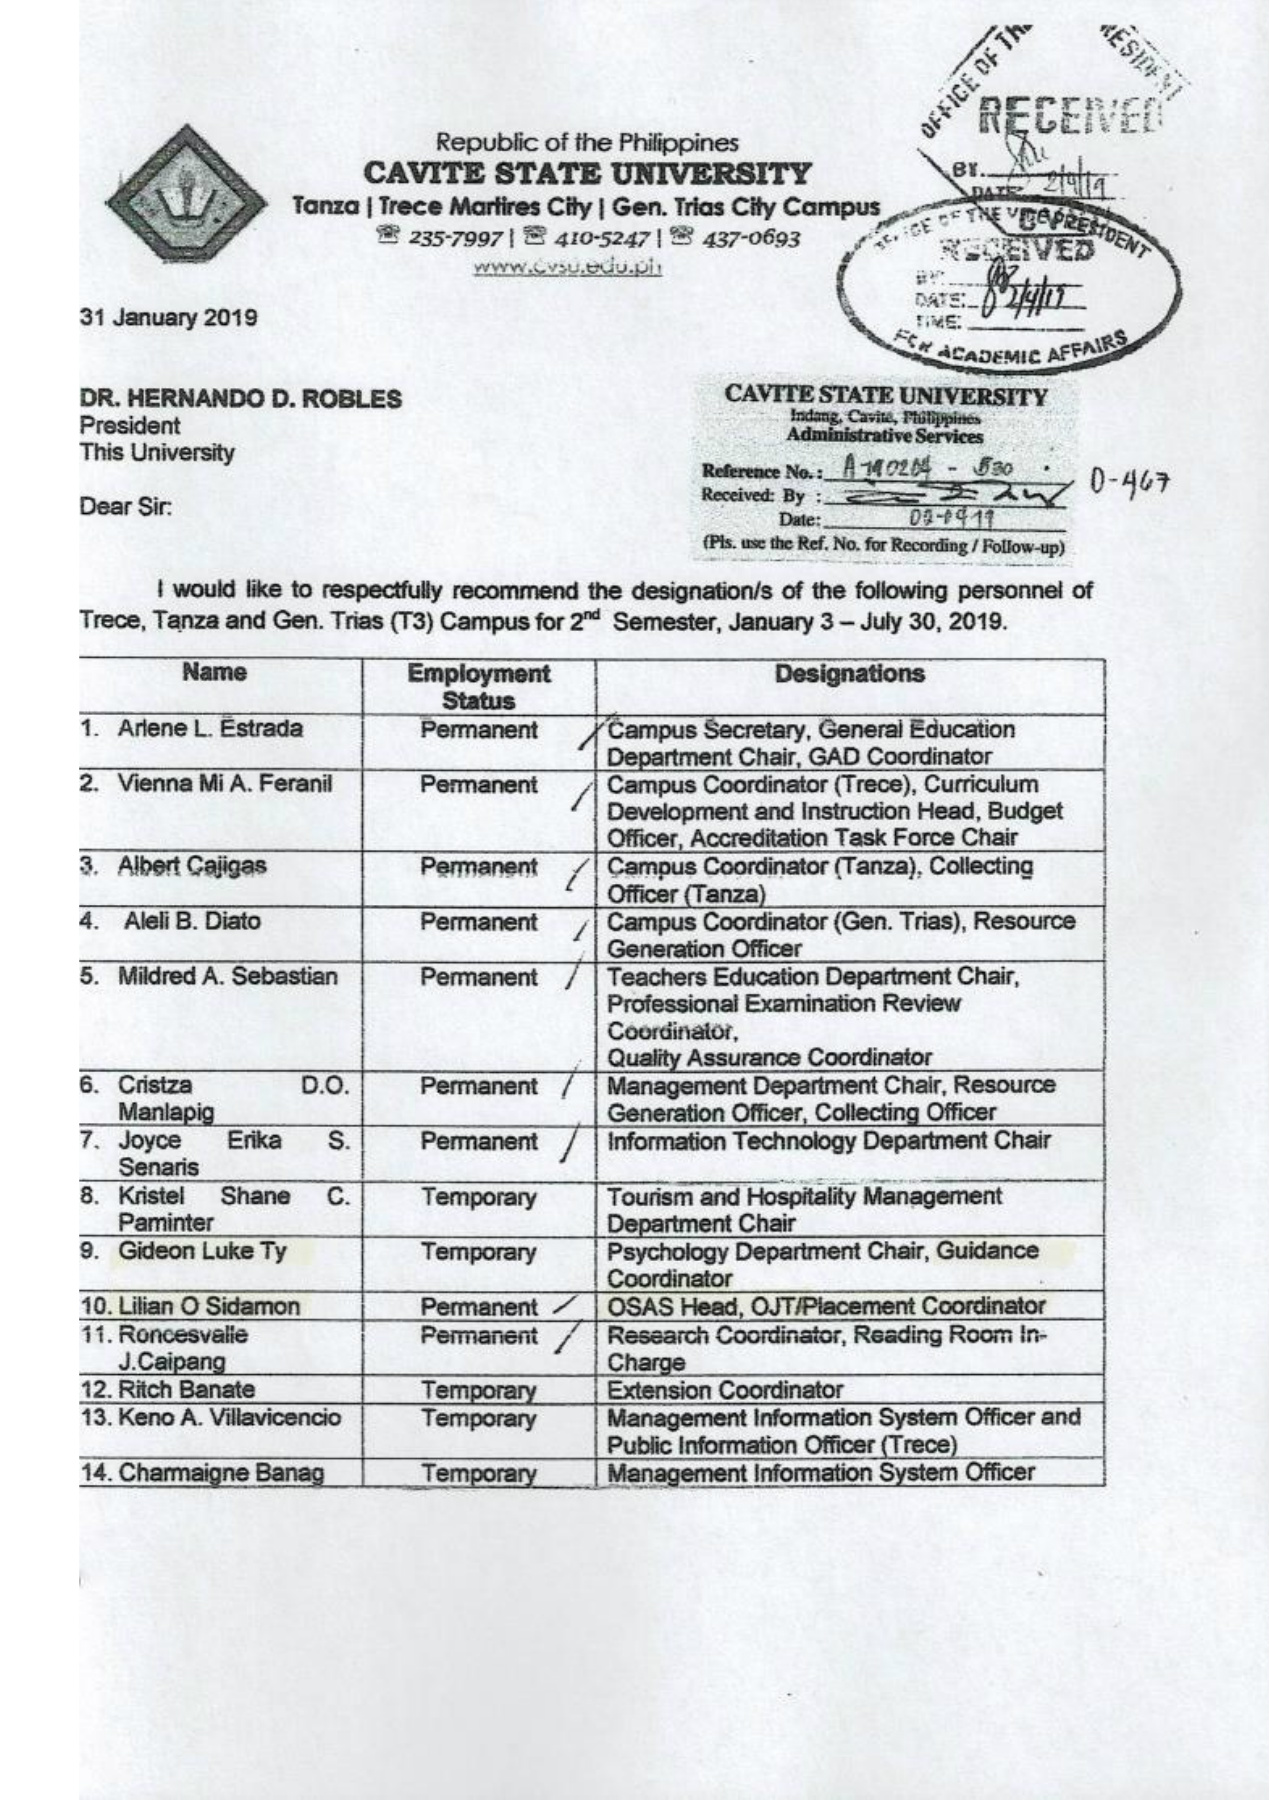 OFFICE OF THE PRESIDENT
RECEIVED
BY.
DATE: 2/4/19
Republic of the Philippines
CAVITE STATE UNIVERSITY
Tanza | Trece Martires City | Gen. Trias City Campus
☏ 235-7997 | ☏ 410-5247 | ☏ 437-0693
www.cvsu.edu.ph
OFFICE OF THE VICE PRESIDENT
RECEIVED
BY:
DATE: 2/4/19
TIME:
FOR ACADEMIC AFFAIRS
31 January 2019
DR. HERNANDO D. ROBLES
President
This University
CAVITE STATE UNIVERSITY
Indang, Cavite, Philippines
Administrative Services
Reference No. :
Received: By :
Date:
(Pls. use the Ref. No. for Recording / Follow-up)
D-467
Dear Sir:
I would like to respectfully recommend the designation/s of the following personnel of
Trece, Tanza and Gen. Trias (T3) Campus for 2nd Semester, January 3 – July 30, 2019.
Name Employment Designations
Status
1. Arlene L. Estrada Permanent Campus Secretary, General Education
Department Chair, GAD Coordinator
2. Vienna Mi A. Feranil Permanent Campus Coordinator (Trece), Curriculum
Development and Instruction Head, Budget
Officer, Accreditation Task Force Chair
3. Albert Cajigas Permanent Campus Coordinator (Tanza), Collecting
Officer (Tanza)
4. Aleli B. Diato Permanent Campus Coordinator (Gen. Trias), Resource
Generation Officer
5. Mildred A. Sebastian Permanent Teachers Education Department Chair,
Professional Examination Review
Coordinator,
Quality Assurance Coordinator
6. Cristza D.O. Permanent Management Department Chair, Resource
Manlapig Generation Officer, Collecting Officer
7. Joyce Erika S. Permanent Information Technology Department Chair
Senaris
8. Kristel Shane C. Temporary Tourism and Hospitality Management
Paminter Department Chair
9. Gideon Luke Ty Temporary Psychology Department Chair, Guidance
Coordinator
10. Lilian O Sidamon Permanent OSAS Head, OJT/Placement Coordinator
11. Roncesvalle Permanent Research Coordinator, Reading Room In-
J.Caipang Charge
12. Ritch Banate Temporary Extension Coordinator
13. Keno A. Villavicencio Temporary Management Information System Officer and
Public Information Officer (Trece)
14. Charmaigne Banag Temporary Management Information System Officer